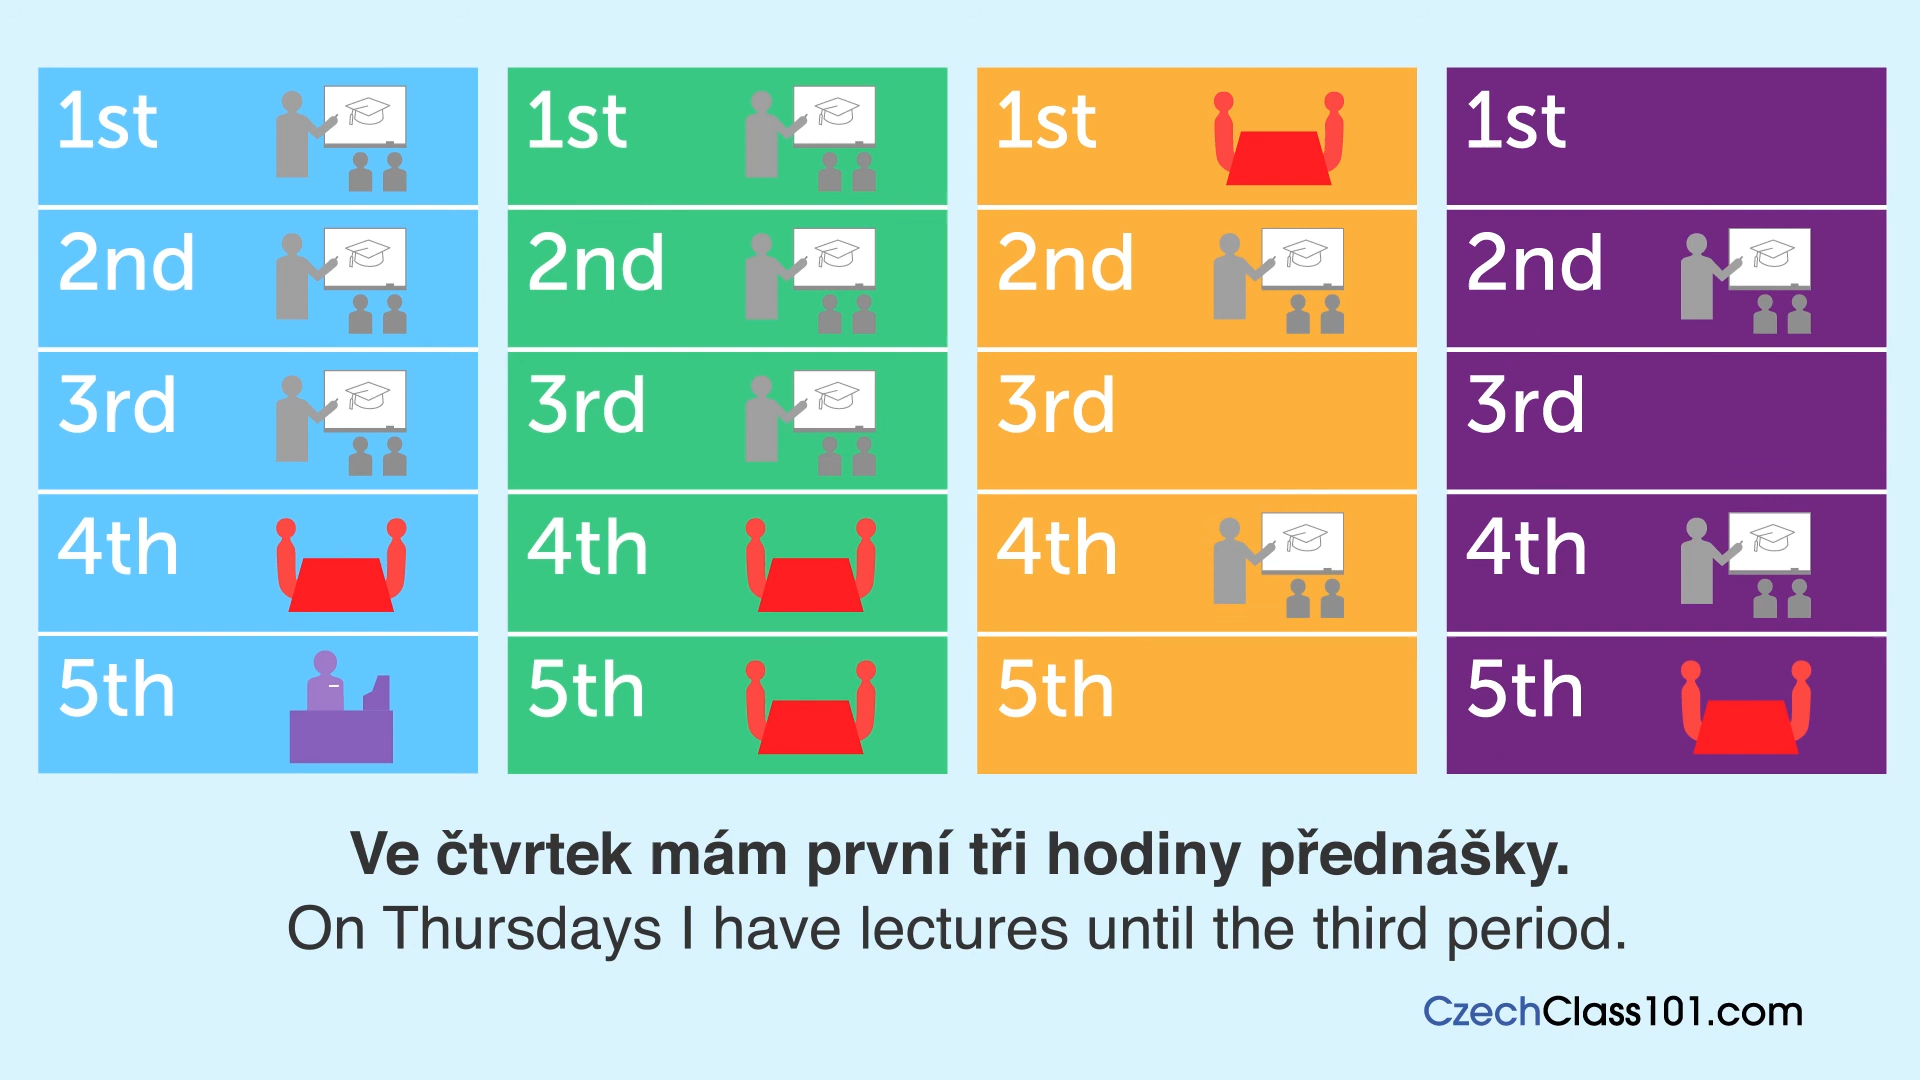 1st
2nd
3rd
4th
5th
1st
2nd
3rd
4th
5th
1st
2nd
3rd
4th
5th
1st
2nd
3rd
4th
5th
Ve čtvrtek mám první tři hodiny přednášky.
On Thursdays I have lectures until the third period.
CzechClass101.com